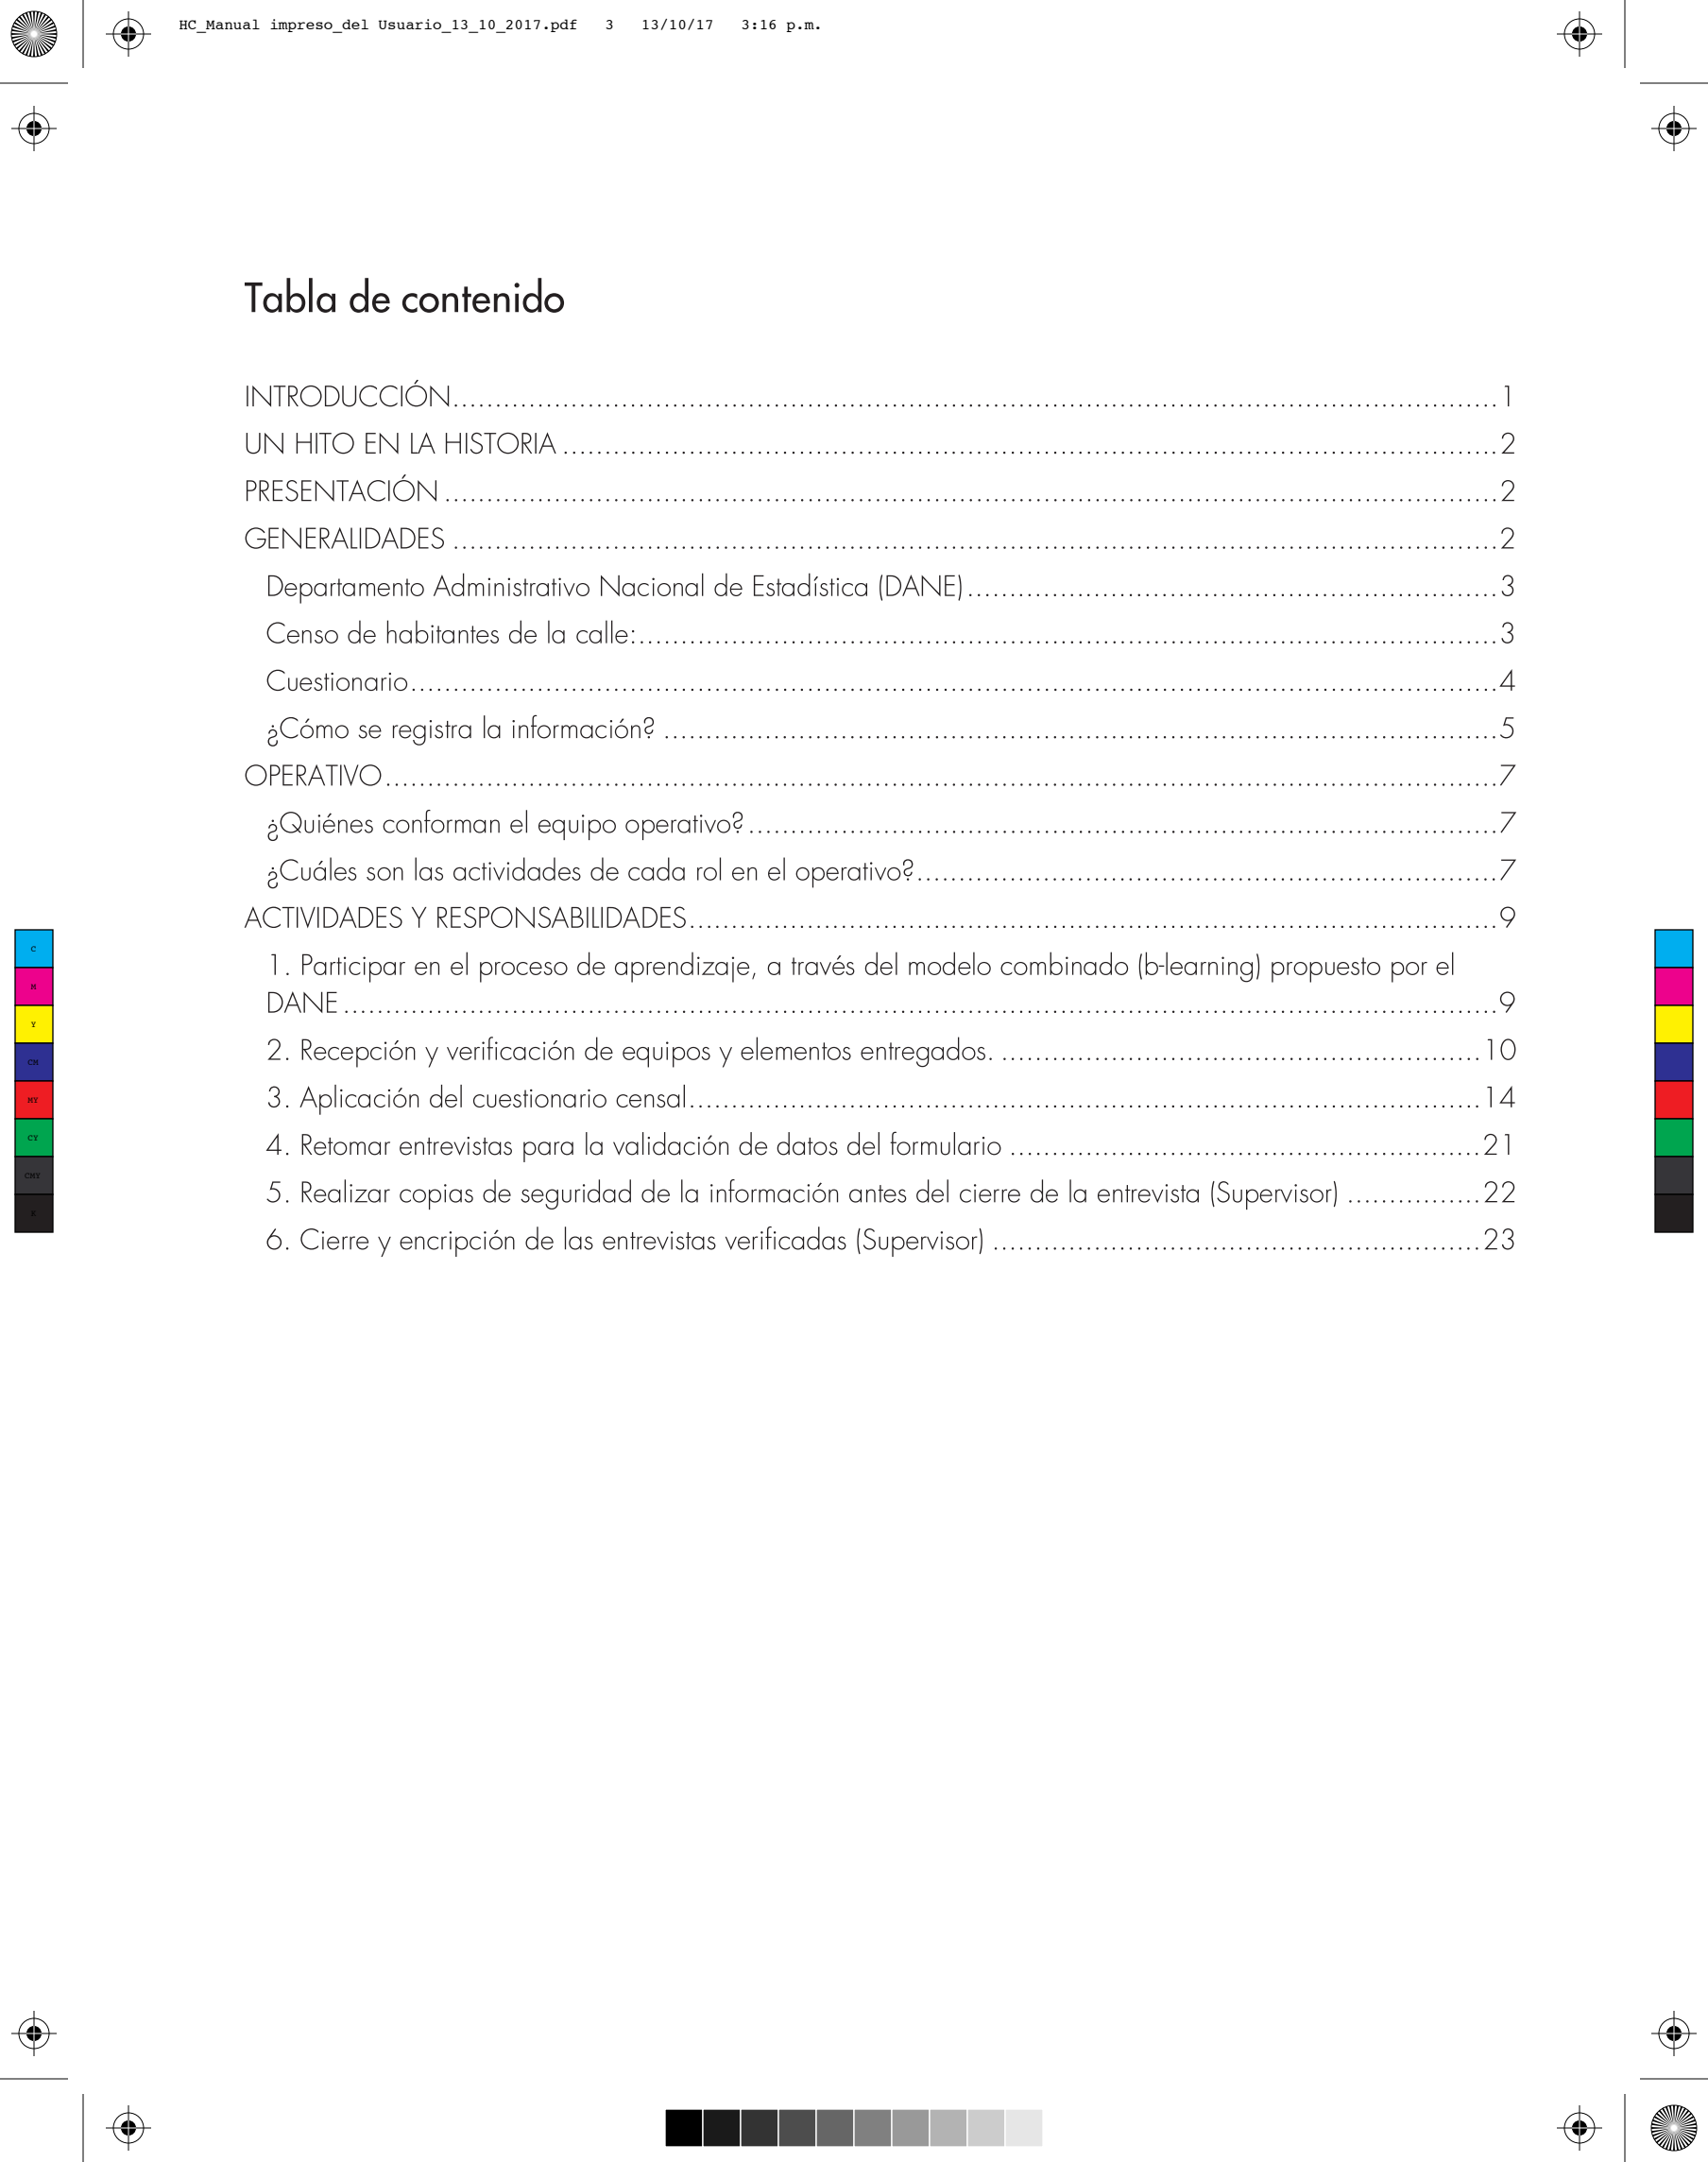 HC_Manual impreso_del Usuario_13_10_2017.pdf 3 13/10/17 3:16 p.m.
Tabla de contenido
INTRODUCCIÓN........................................1
UN HITO EN LA HISTORIA ........................................2
PRESENTACIÓN ........................................2
GENERALIDADES ........................................2
Departamento Administrativo Nacional de Estadística (DANE)........................................3
Censo de habitantes de la calle:........................................3
Cuestionario........................................4
¿Cómo se registra la información? ........................................5
OPERATIVO........................................7
¿Quiénes conforman el equipo operativo?........................................7
¿Cuáles son las actividades de cada rol en el operativo?........................................7
ACTIVIDADES Y RESPONSABILIDADES........................................9
1. Participar en el proceso de aprendizaje, a través del modelo combinado (b-learning) propuesto por el
DANE ........................................9
2. Recepción y verificación de equipos y elementos entregados. ........................................10
3. Aplicación del cuestionario censal........................................14
4. Retomar entrevistas para la validación de datos del formulario ........................................21
5. Realizar copias de seguridad de la información antes del cierre de la entrevista (Supervisor) ................22
6. Cierre y encripción de las entrevistas verificadas (Supervisor) ........................................23
C
M
Y
CM
MY
CY
CMY
K